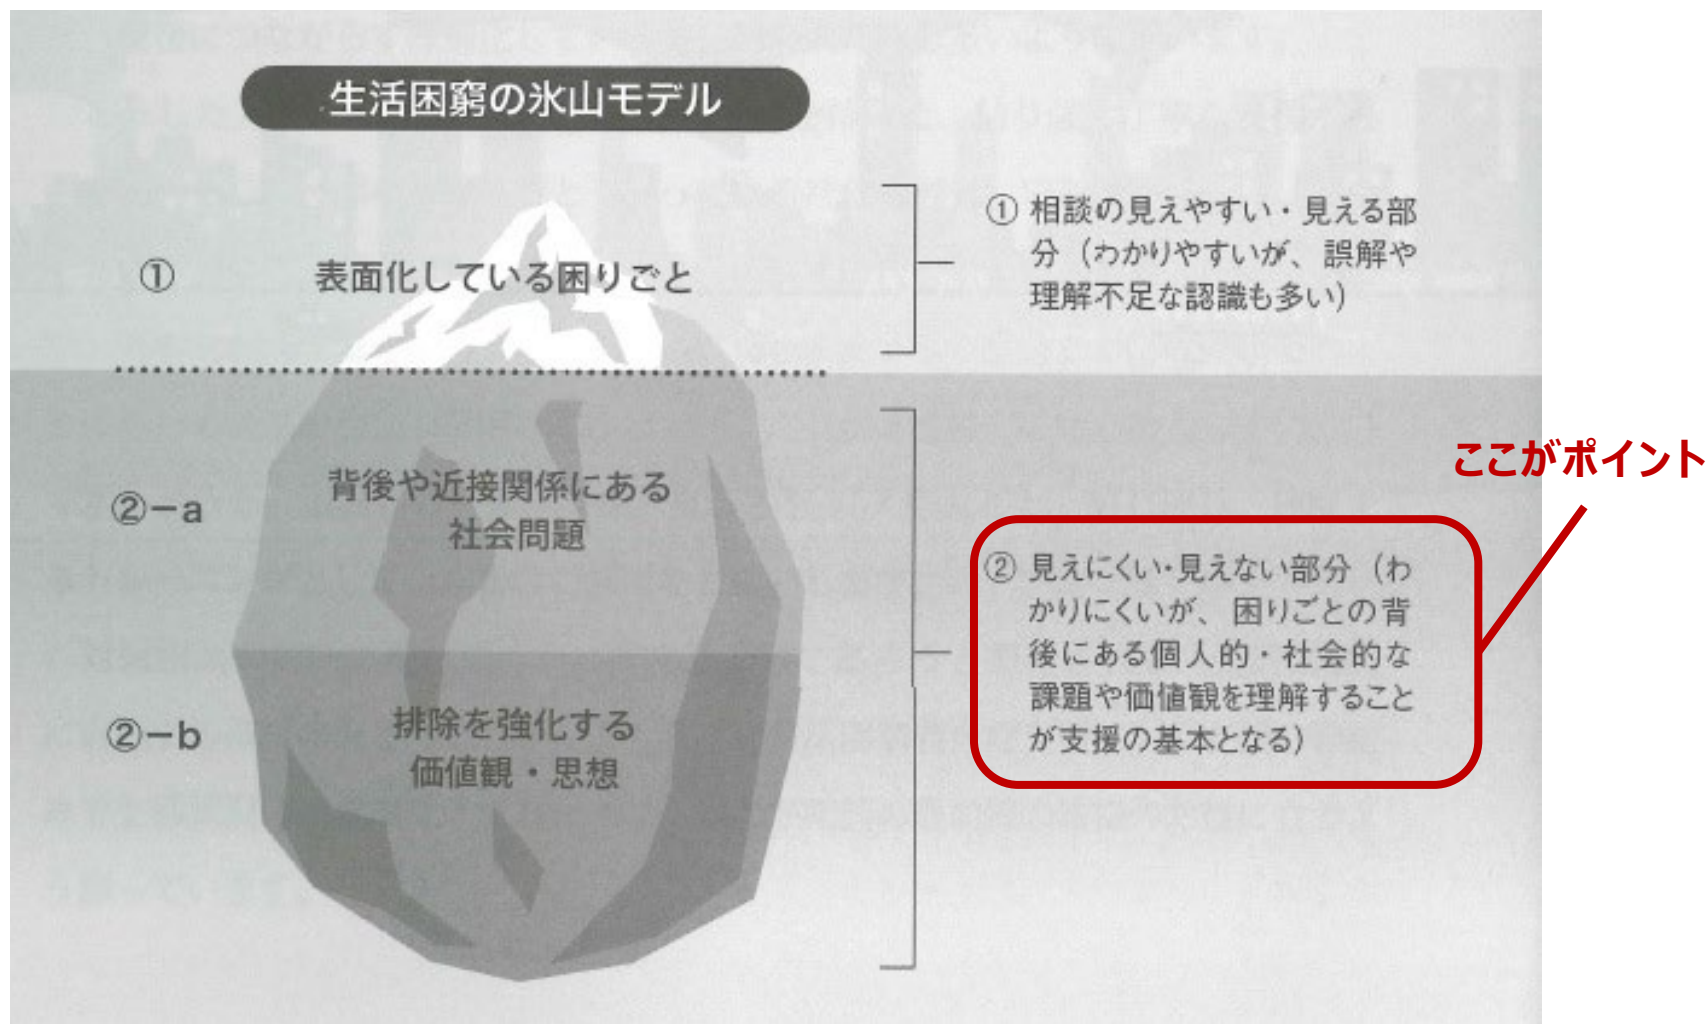 生活困窮の氷山モデル
①
表面化している困りごと
① 相談の見えやすい・見える部
分（わかりやすいが、誤解や
理解不足な認識も多い）
②ーa
背後や近接関係にある
社会問題
ここがポイント
② 見えにくい・見えない部分（わ
かりにくいが、困りごとの背
後にある個人的・社会的な
課題や価値観を理解すること
が支援の基本となる）
②ーb
排除を強化する
価値観・思想